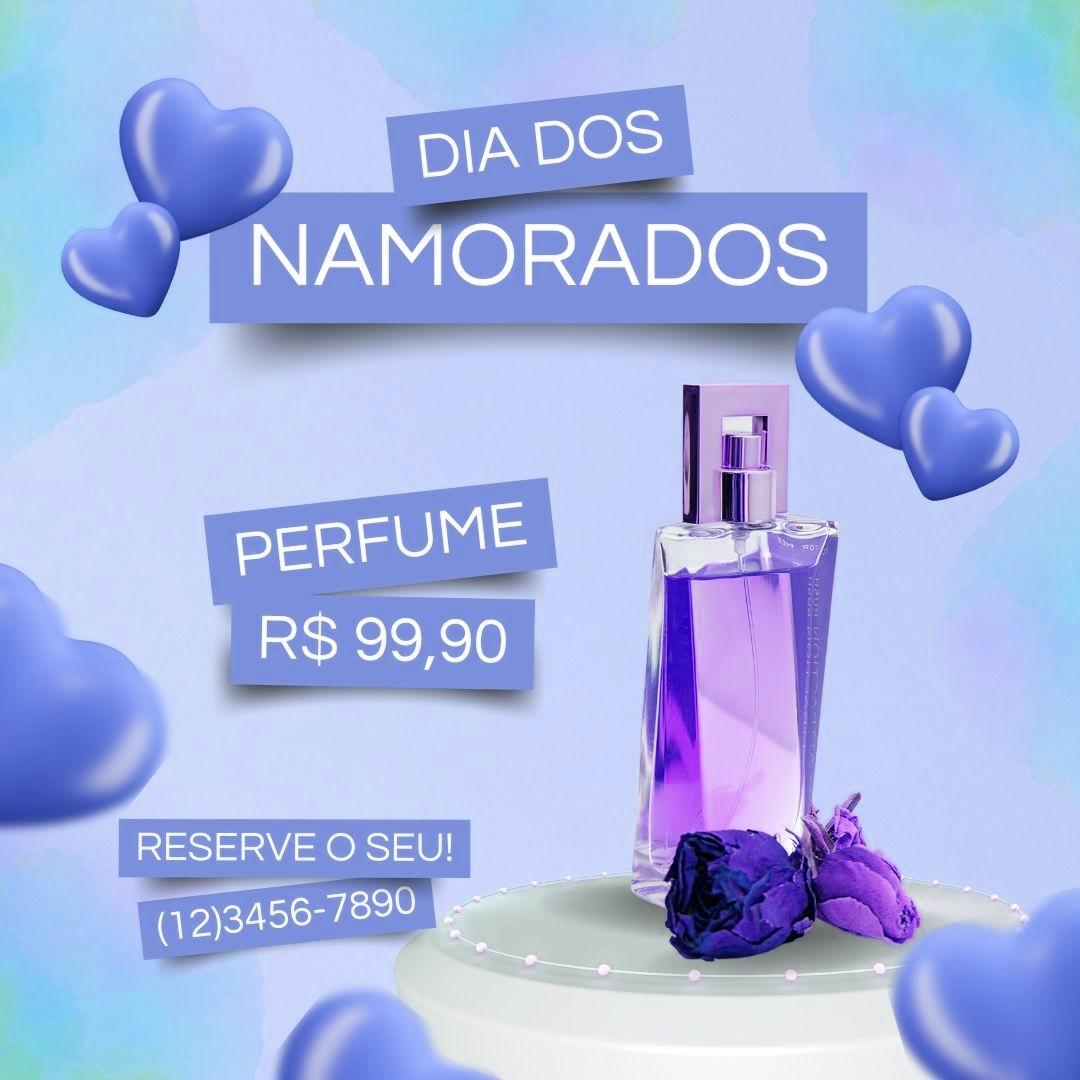 DIA DOS
NAMORADOS
PERFUME
R$ 99,90
RESERVE O SEU!
(12)3456-7890